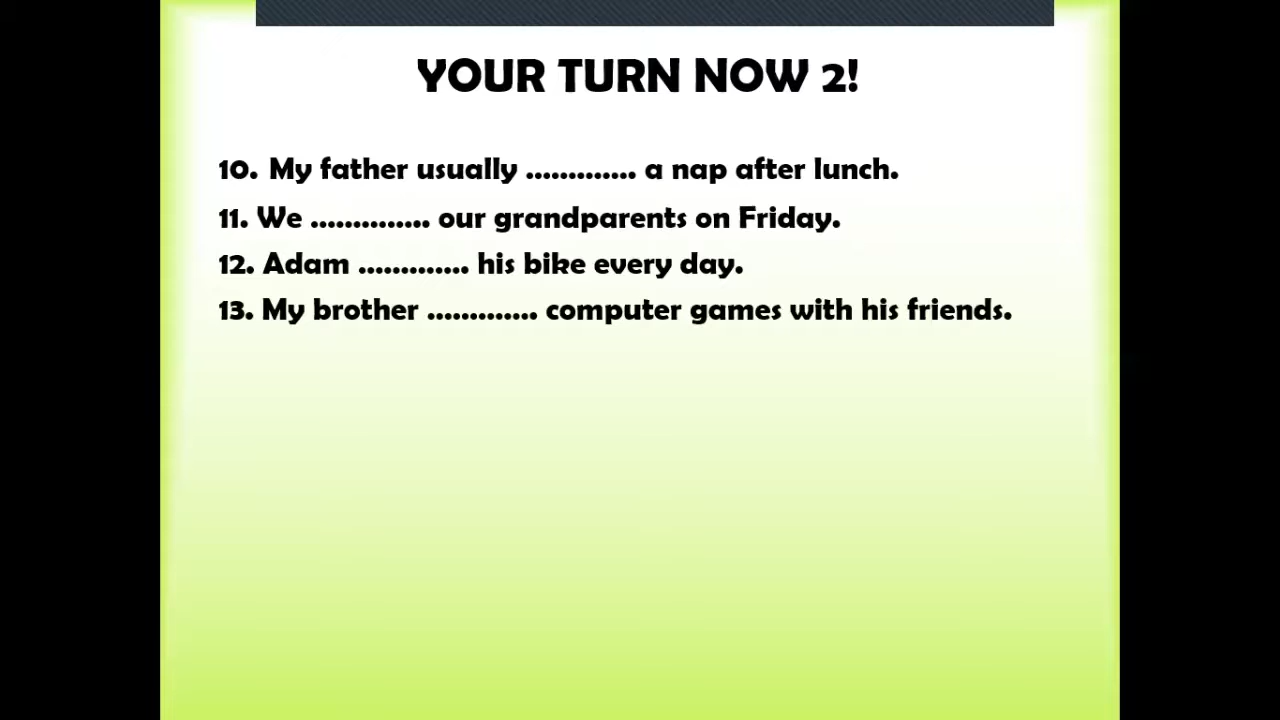 YOUR TURN NOW 2!
10. My father usually ............. a nap after lunch.
11. We .............. our grandparents on Friday.
12. Adam ............. his bike every day.
13. My brother ............. computer games with his friends.